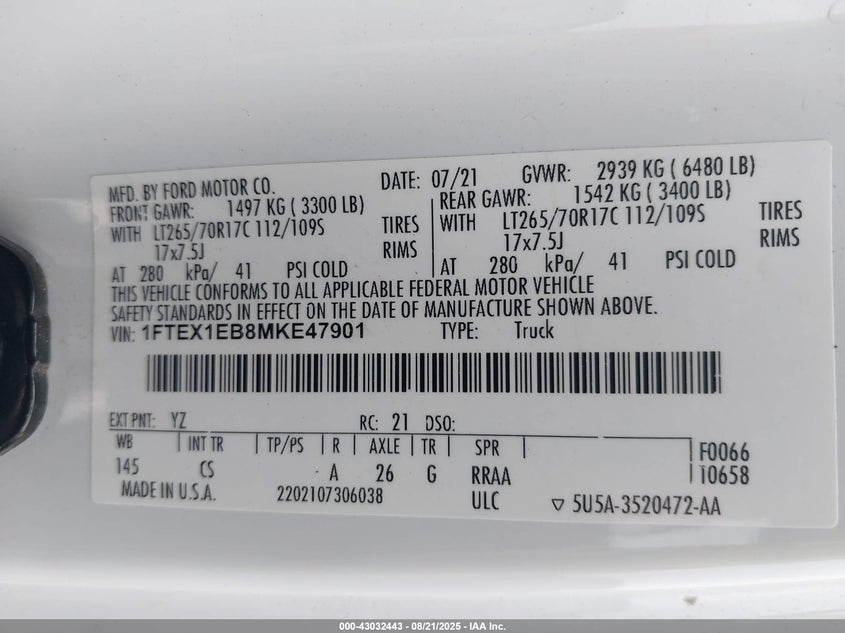 MFD. BY FORD MOTOR CO. DATE: 07/21 GVWR: 2939 KG ( 6480 LB)
FRONT GAWR: 1497 KG ( 3300 LB) REAR GAWR: 1542 KG ( 3400 LB)
WITH LT265/70R17C 112/109S TIRES WITH LT265/70R17C 112/109S TIRES
17x7.5J RIMS 17x7.5J RIMS
AT 280 kPa/ 41 PSI COLD AT 280 kPa/ 41 PSI COLD
THIS VEHICLE CONFORMS TO ALL APPLICABLE FEDERAL MOTOR VEHICLE
SAFETY STANDARDS IN EFFECT ON THE DATE OF MANUFACTURE SHOWN ABOVE.
VIN: 1FTEX1EB8MKE47901 TYPE: Truck
EXT PNT: YZ RC: 21 DSO:
WB INT TR TP/PS R AXLE TR SPR F0066
145 CS A 26 G RRAA 10658
MADE IN U.S.A. 2202107306038 ULC ▽ 5U5A-3520472-AA
000-43032443 - 08/21/2025 - IAA Inc.